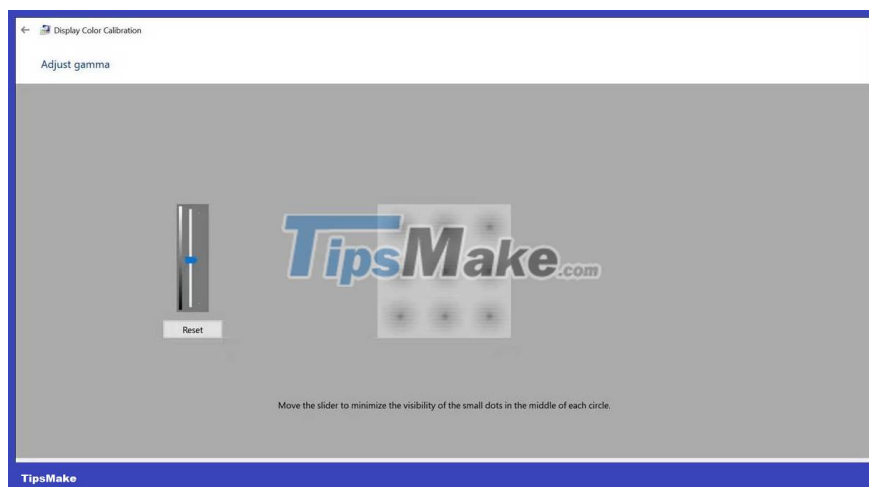 Display Color Calibration
Adjust gamma
TipsMake.com
Reset
Move the slider to minimize the visibility of the small dots in the middle of each circle.
TipsMake